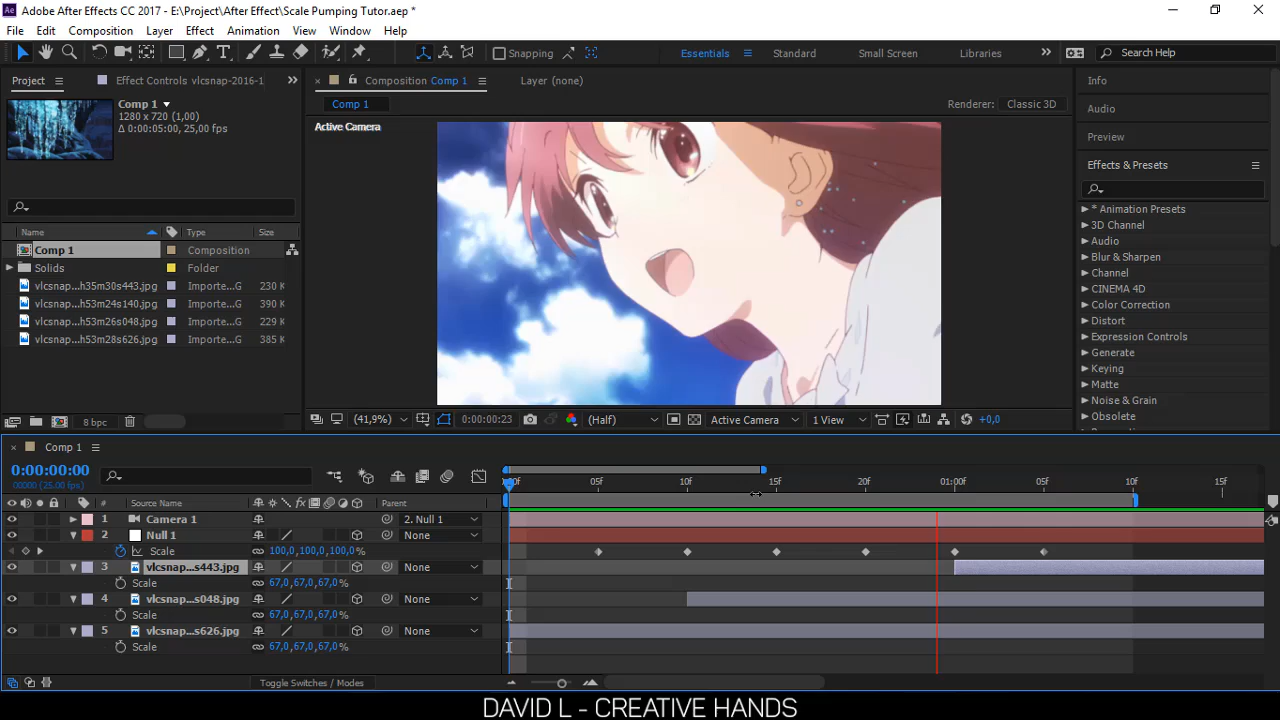 Adobe After Effects CC 2017 - E:\Project\After Effect\Scale Pumping Tutor.aep *
File Edit Composition Layer Effect Animation View Window Help
Snapping
Essentials Standard Small Screen Libraries Search Help
Project Effect Controls vlcsnap-2016-1
Composition Comp 1 Layer (none)
Comp 1
Renderer: Classic 3D
Active Camera
Comp 1
1280 x 720 (1,00)
Δ 0:00:05:00, 25,00 fps
Name Type Size
Comp 1 Composition
Solids Folder
vlcsnap...h35m30s443.jpg Importe...G 230 K
vlcsnap...h53m24s140.jpg Importe...G 390 K
vlcsnap...h53m26s048.jpg Importe...G 229 K
vlcsnap...h53m28s626.jpg Importe...G 385 K
8 bpc
(41,9%) 0:00:00:23 (Half) Active Camera 1 View +0,0
Info
Audio
Preview
Effects & Presets
* Animation Presets
3D Channel
Audio
Blur & Sharpen
Channel
CINEMA 4D
Color Correction
Distort
Expression Controls
Generate
Keying
Matte
Noise & Grain
Obsolete
Comp 1
0:00:00:00
00000 (25.00 fps)
:00f 05f 10f 15f 20f 01:00f 05f 10f 15f
# Source Name Parent
1 Camera 1 2. Null 1
2 Null 1 None
Scale 100,0,100,0,100,0%
3 vlcsnap...s443.jpg None
Scale 67,0,67,0,67,0%
4 vlcsnap...s048.jpg None
Scale 67,0,67,0,67,0%
5 vlcsnap...s626.jpg None
Scale 67,0,67,0,67,0%
Toggle Switches / Modes
DAVID L - CREATIVE HANDS